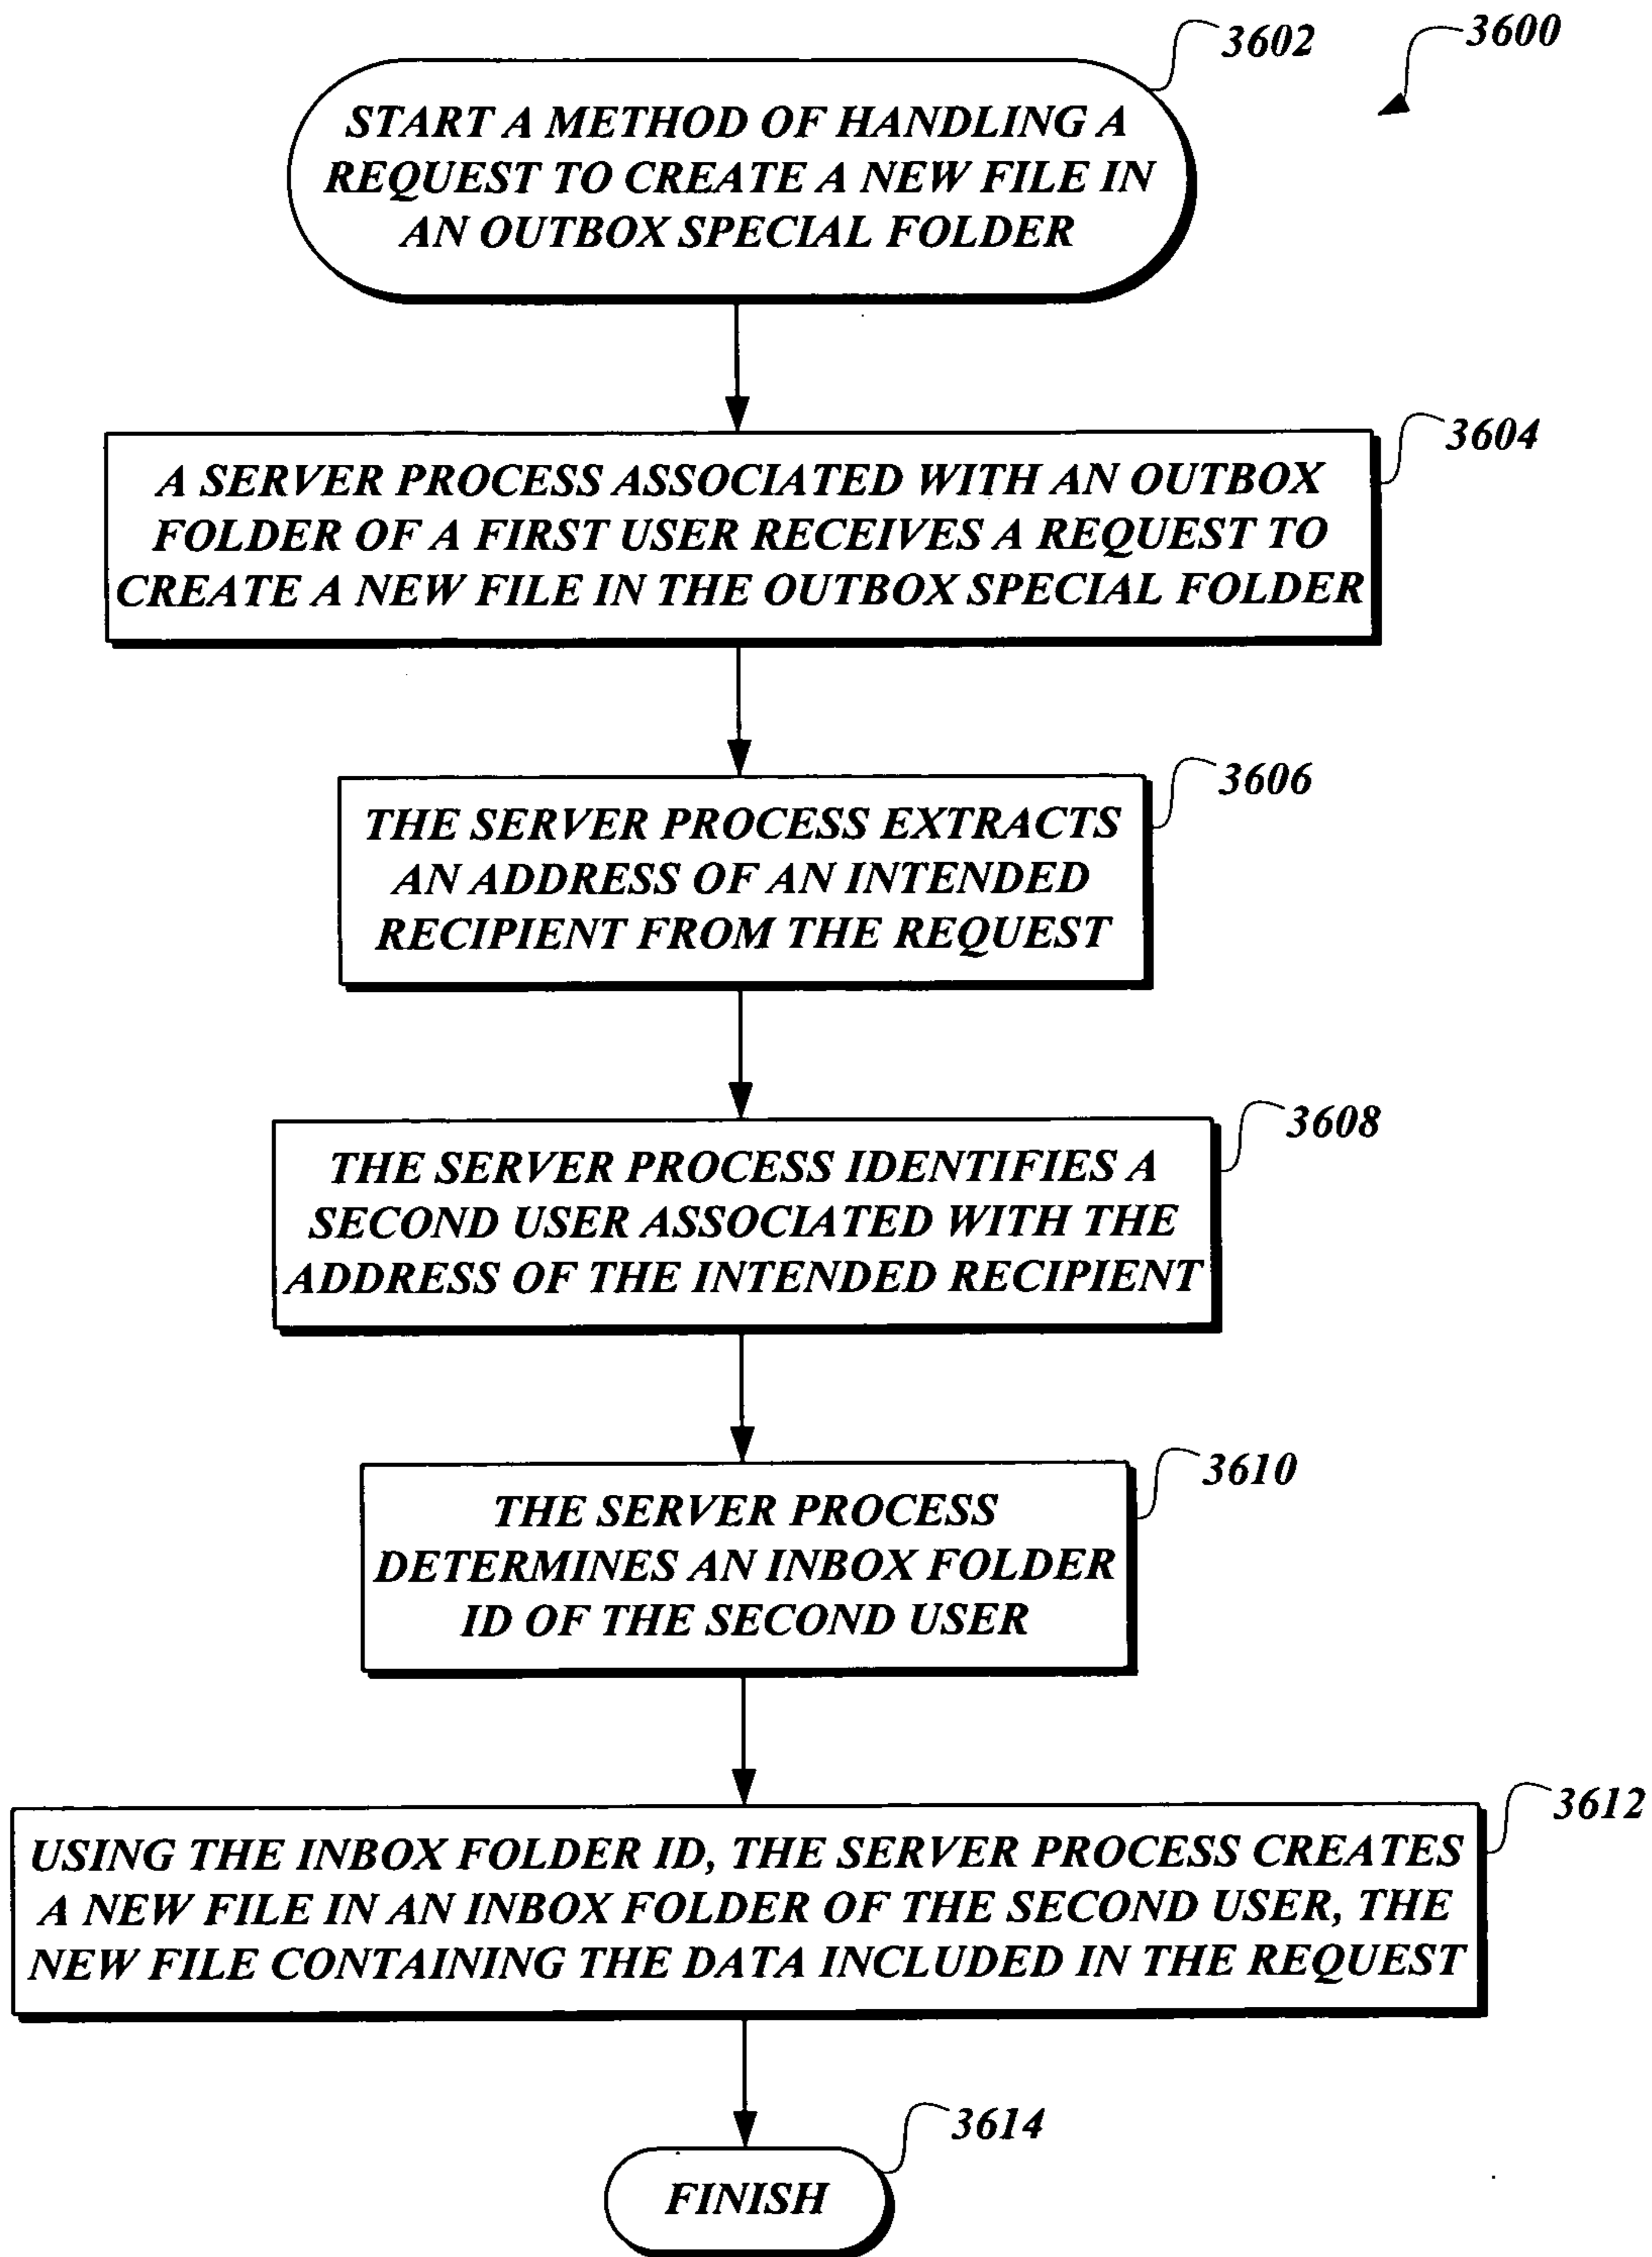 3602
3600
START A METHOD OF HANDLING A
REQUEST TO CREATE A NEW FILE IN
AN OUTBOX SPECIAL FOLDER
3604
A SERVER PROCESS ASSOCIATED WITH AN OUTBOX
FOLDER OF A FIRST USER RECEIVES A REQUEST TO
CREATE A NEW FILE IN THE OUTBOX SPECIAL FOLDER
3606
THE SERVER PROCESS EXTRACTS
AN ADDRESS OF AN INTENDED
RECIPIENT FROM THE REQUEST
3608
THE SERVER PROCESS IDENTIFIES A
SECOND USER ASSOCIATED WITH THE
ADDRESS OF THE INTENDED RECIPIENT
3610
THE SERVER PROCESS
DETERMINES AN INBOX FOLDER
ID OF THE SECOND USER
3612
USING THE INBOX FOLDER ID, THE SERVER PROCESS CREATES
A NEW FILE IN AN INBOX FOLDER OF THE SECOND USER, THE
NEW FILE CONTAINING THE DATA INCLUDED IN THE REQUEST
3614
FINISH